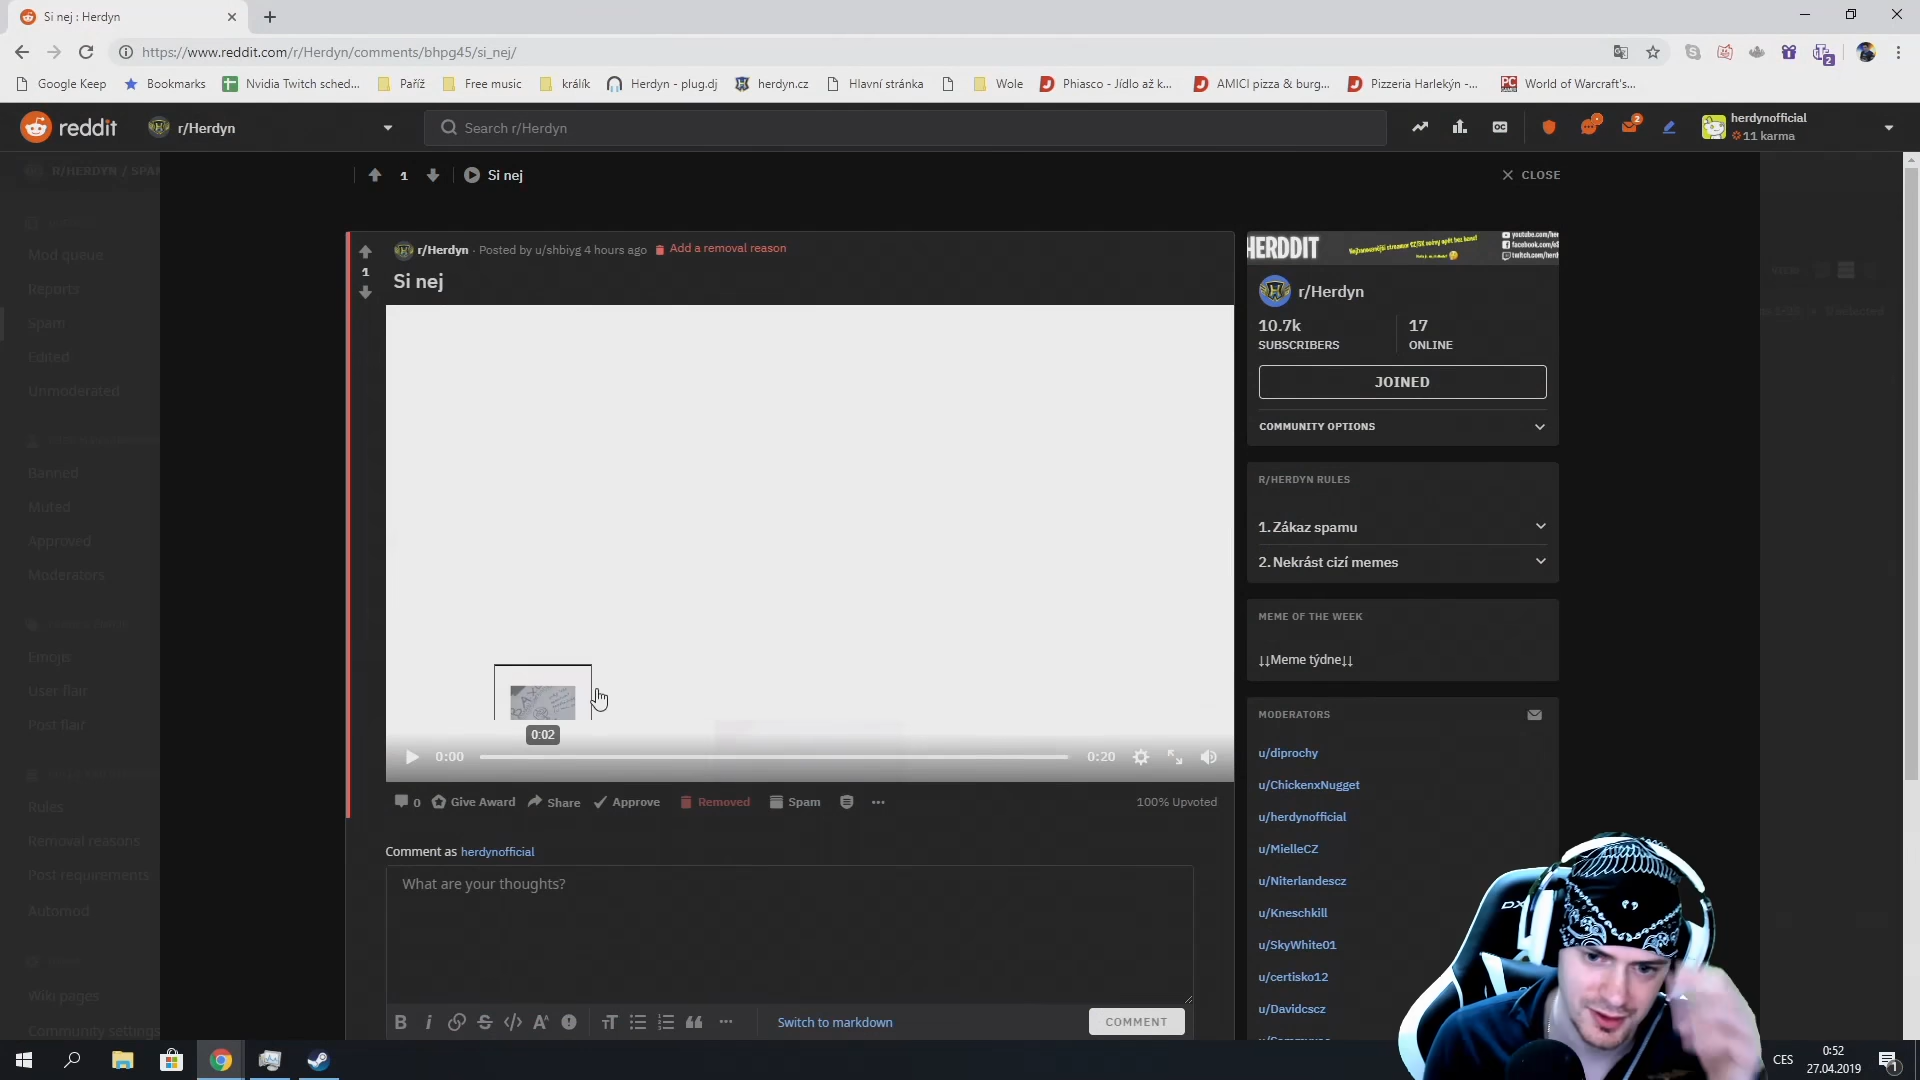 Si nej : Herdyn
https://www.reddit.com/r/Herdyn/comments/bhpg45/si_nej/
2
Google Keep
Bookmarks
Nvidia Twitch sched...
Paříž
Free music
králík
Herdyn - plug.dj
herdyn.cz
Hlavní stránka
Wole
Phiasco - Jídlo až k...
AMICI pizza & burg...
Pizzeria Harlekýn -...
World of Warcraft's...
reddit
r/Herdyn
Search r/Herdyn
2
herdynofficial
11 karma
1
Si nej
CLOSE
R/HERDYN / SPAM
Mod queue
Reports
Spam
Edited
Unmoderated
Banned
Muted
Approved
Moderators
Emojis
User flair
Post flair
Rules
Removal reasons
Post requirements
Automod
Wiki pages
Community settings
r/Herdyn · Posted by u/shbiyg 4 hours ago
Add a removal reason
1
Si nej
0:02
0:00
0:20
0
Give Award
Share
Approve
Removed
Spam
100% Upvoted
Comment as herdynofficial
What are your thoughts?
Switch to markdown
COMMENT
HERDDIT
r/Herdyn
10.7k
SUBSCRIBERS
17
ONLINE
JOINED
COMMUNITY OPTIONS
R/HERDYN RULES
1. Zákaz spamu
2. Nekrást cizí memes
MEME OF THE WEEK
↓↓Meme týdne↓↓
MODERATORS
u/diprochy
u/ChickenxNugget
u/herdynofficial
u/MielleCZ
u/Niterlandescz
u/Kneschkill
u/SkyWhite01
u/certisko12
u/Davidcscz
CES
0:52
27.04.2019
1